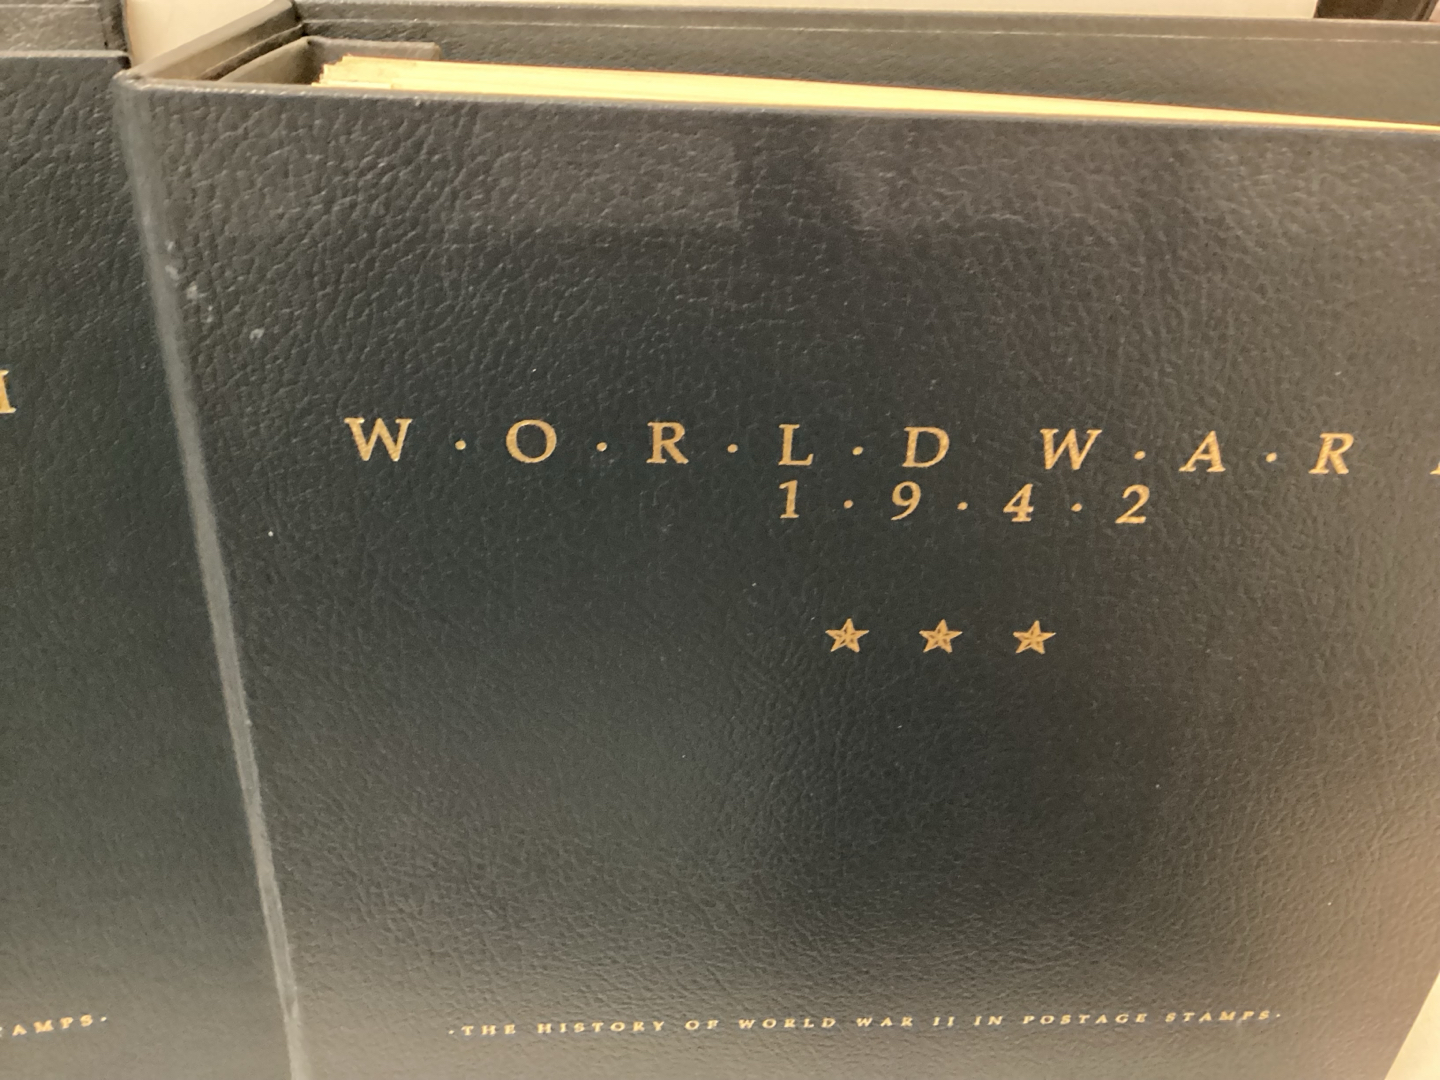 W·O·R·L·D W·A·R
1·9·4·2
·THE HISTORY OF WORLD WAR II IN POSTAGE STAMPS·